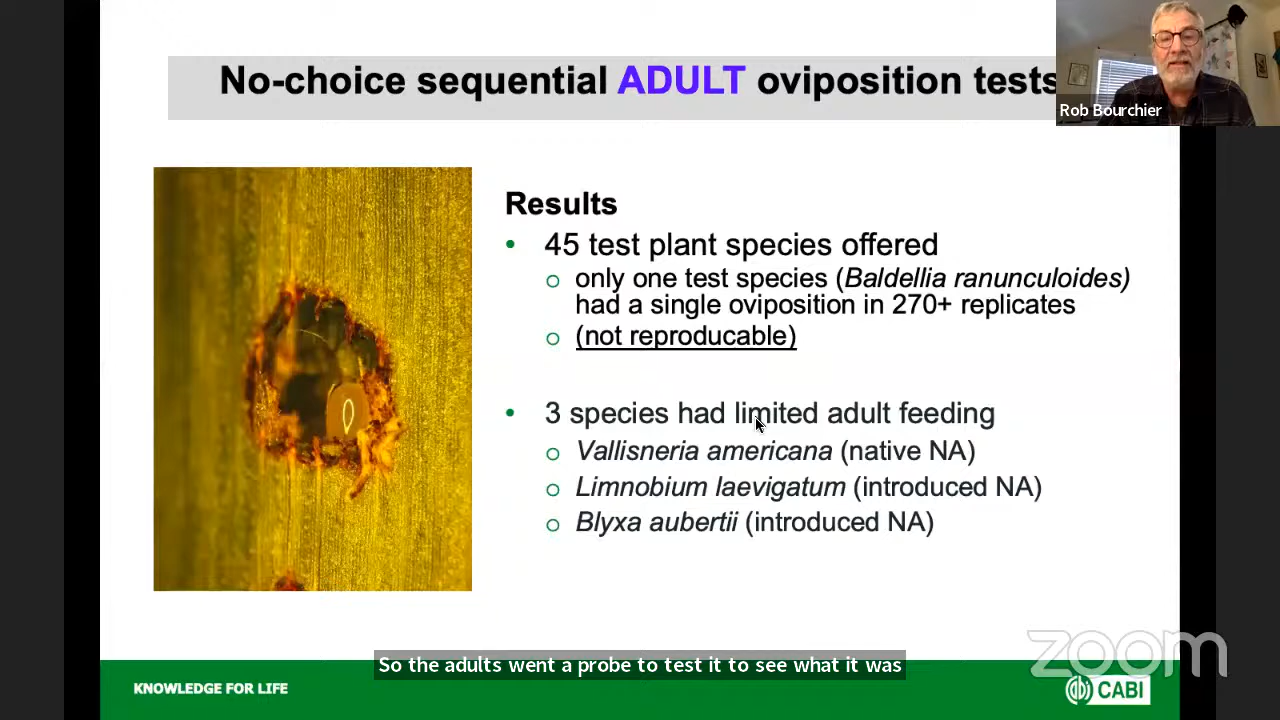 No-choice sequential ADULT oviposition tests
Rob Bourchier
Results
• 45 test plant species offered
o only one test species (Baldellia ranunculoides)
had a single oviposition in 270+ replicates
o (not reproducable)
• 3 species had limited adult feeding
o Vallisneria americana (native NA)
o Limnobium laevigatum (introduced NA)
o Blyxa aubertii (introduced NA)
zoom
So the adults went a probe to test it to see what it was
KNOWLEDGE FOR LIFE
CABI